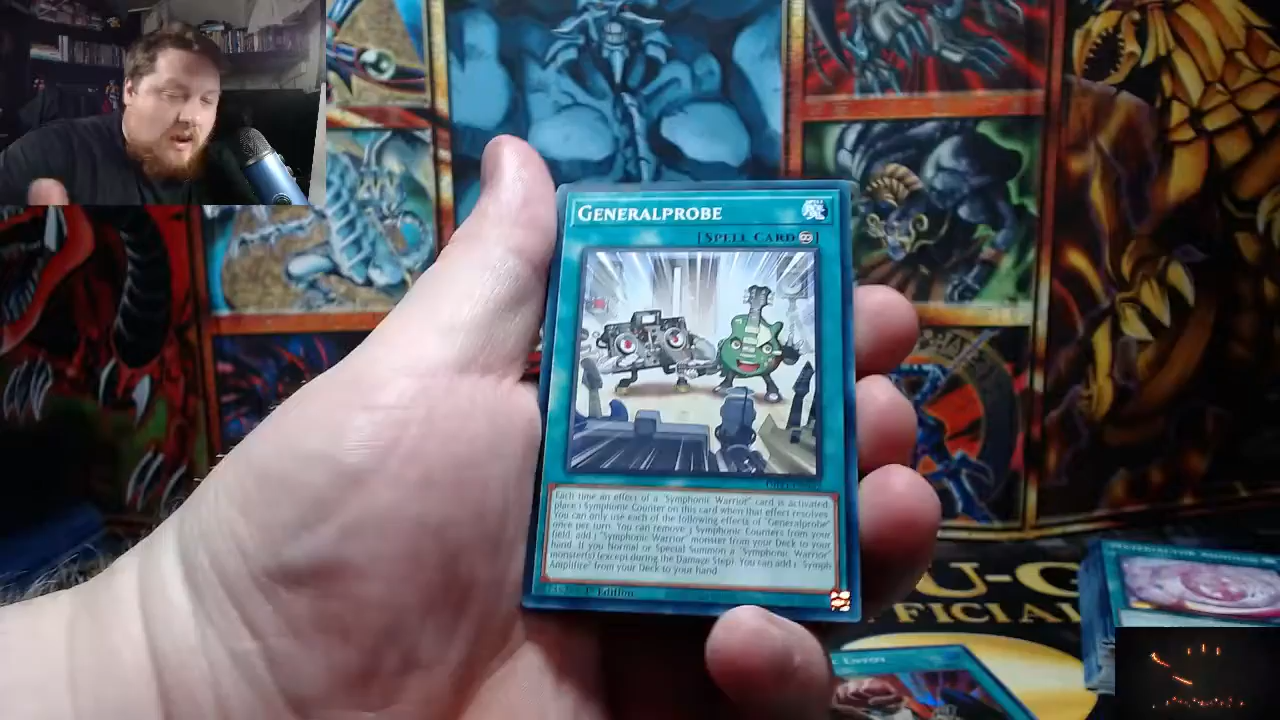 GENERALPROBE
[SPELL CARD
Each time an effect of a "Symphonic Warrior" card is activated,
place 1 Symphonic Counter on this card when that effect resolves.
You can only use each of the following effects of "Generalprobe"
once per turn. You can remove 3 Symphonic Counters from your
field; add 1 "Symphonic Warrior" monster from your Deck to your
hand. If you Normal or Special Summon a "Symphonic Warrior"
monster(s) (except during the Damage Step): You can add 1 "Symph
Amplifire" from your Deck to your hand.
Edition
U-G
FFICIAL